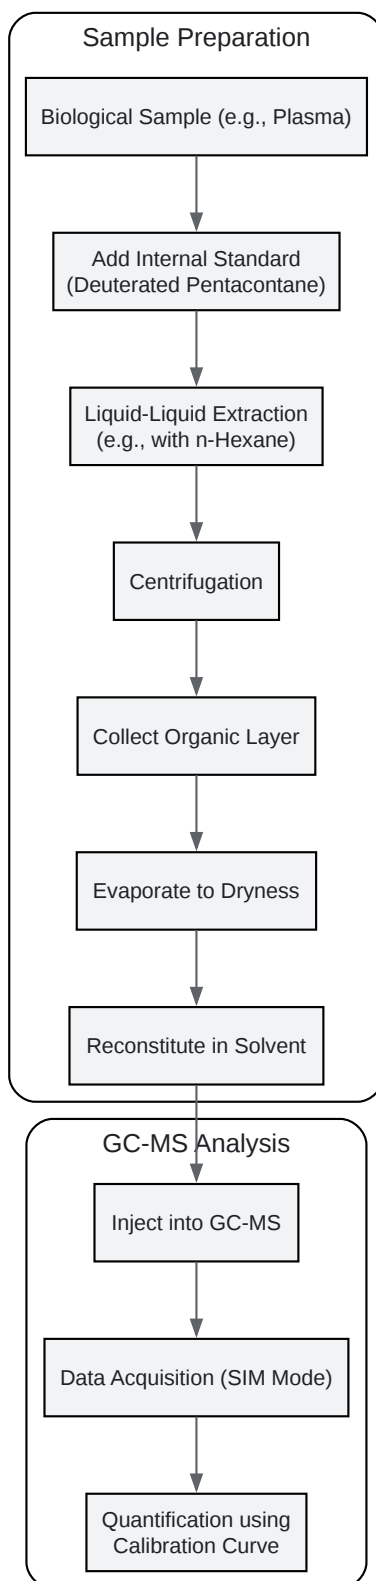 Sample Preparation
Biological Sample (e.g., Plasma)
Add Internal Standard
(Deuterated Pentacontane)
Liquid-Liquid Extraction
(e.g., with n-Hexane)
Centrifugation
Collect Organic Layer
Evaporate to Dryness
Reconstitute in Solvent
GC-MS Analysis
Inject into GC-MS
Data Acquisition (SIM Mode)
Quantification using
Calibration Curve